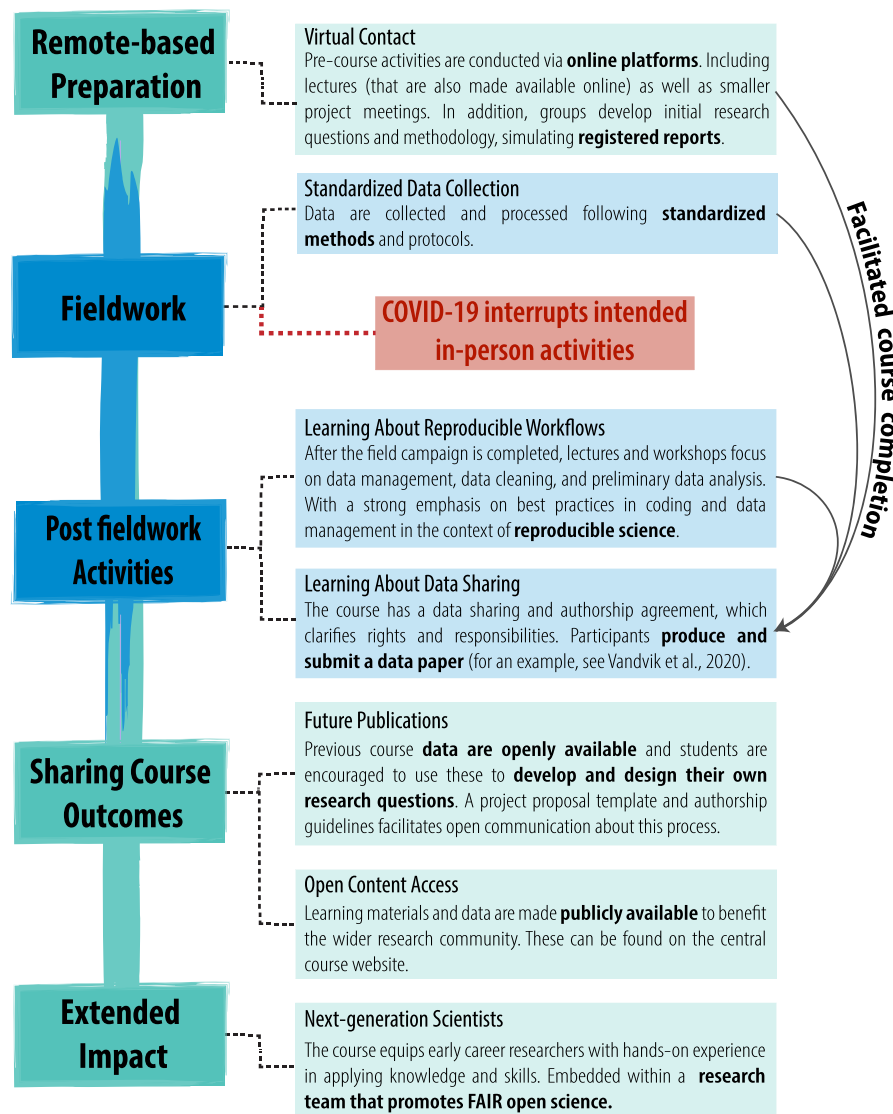 Remote-based
Preparation
Virtual Contact
Pre-course activities are conducted via online platforms. Including
lectures (that are also made available online) as well as smaller
project meetings. In addition, groups develop initial research
questions and methodology, simulating registered reports.
Standardized Data Collection
Data are collected and processed following standardized
methods and protocols.
Fieldwork
COVID-19 interrupts intended
in-person activities
Facilitated course completion
Learning About Reproducible Workflows
After the field campaign is completed, lectures and workshops focus
on data management, data cleaning, and preliminary data analysis.
With a strong emphasis on best practices in coding and data
management in the context of reproducible science.
Post fieldwork
Activities
Learning About Data Sharing
The course has a data sharing and authorship agreement, which
clarifies rights and responsibilities. Participants produce and
submit a data paper (for an example, see Vandvik et al., 2020).
Sharing Course
Outcomes
Future Publications
Previous course data are openly available and students are
encouraged to use these to develop and design their own
research questions. A project proposal template and authorship
guidelines facilitates open communication about this process.
Open Content Access
Learning materials and data are made publicly available to benefit
the wider research community. These can be found on the central
course website.
Extended
Impact
Next-generation Scientists
The course equips early career researchers with hands-on experience
in applying knowledge and skills. Embedded within a research
team that promotes FAIR open science.